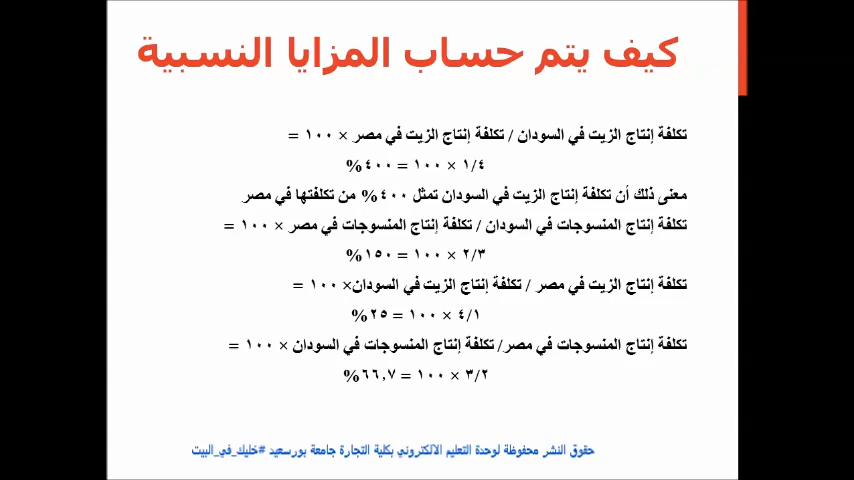 كيف يتم حساب المزايا النسبية
تكلفة إنتاج الزيت في السودان / تكلفة إنتاج الزيت في مصر × ١٠٠ =
١/٤ × ١٠٠ = ٤٠٠%
معنى ذلك أن تكلفة إنتاج الزيت في السودان تمثل ٤٠٠% من تكلفتها في مصر
تكلفة إنتاج المنسوجات في السودان / تكلفة إنتاج المنسوجات في مصر × ١٠٠ =
٢/٣ × ١٠٠ = ١٥٠%
تكلفة إنتاج الزيت في مصر / تكلفة إنتاج الزيت في السودان× ١٠٠ =
٤/١ × ١٠٠ = ٢٥%
تكلفة إنتاج المنسوجات في مصر/ تكلفة إنتاج المنسوجات في السودان × ١٠٠ =
٣/٢ × ١٠٠ = ٦٦,٧%
حقوق النشر محفوظة لوحدة التعليم الالكتروني بكلية التجارة جامعة بورسعيد #خليك_في_البيت